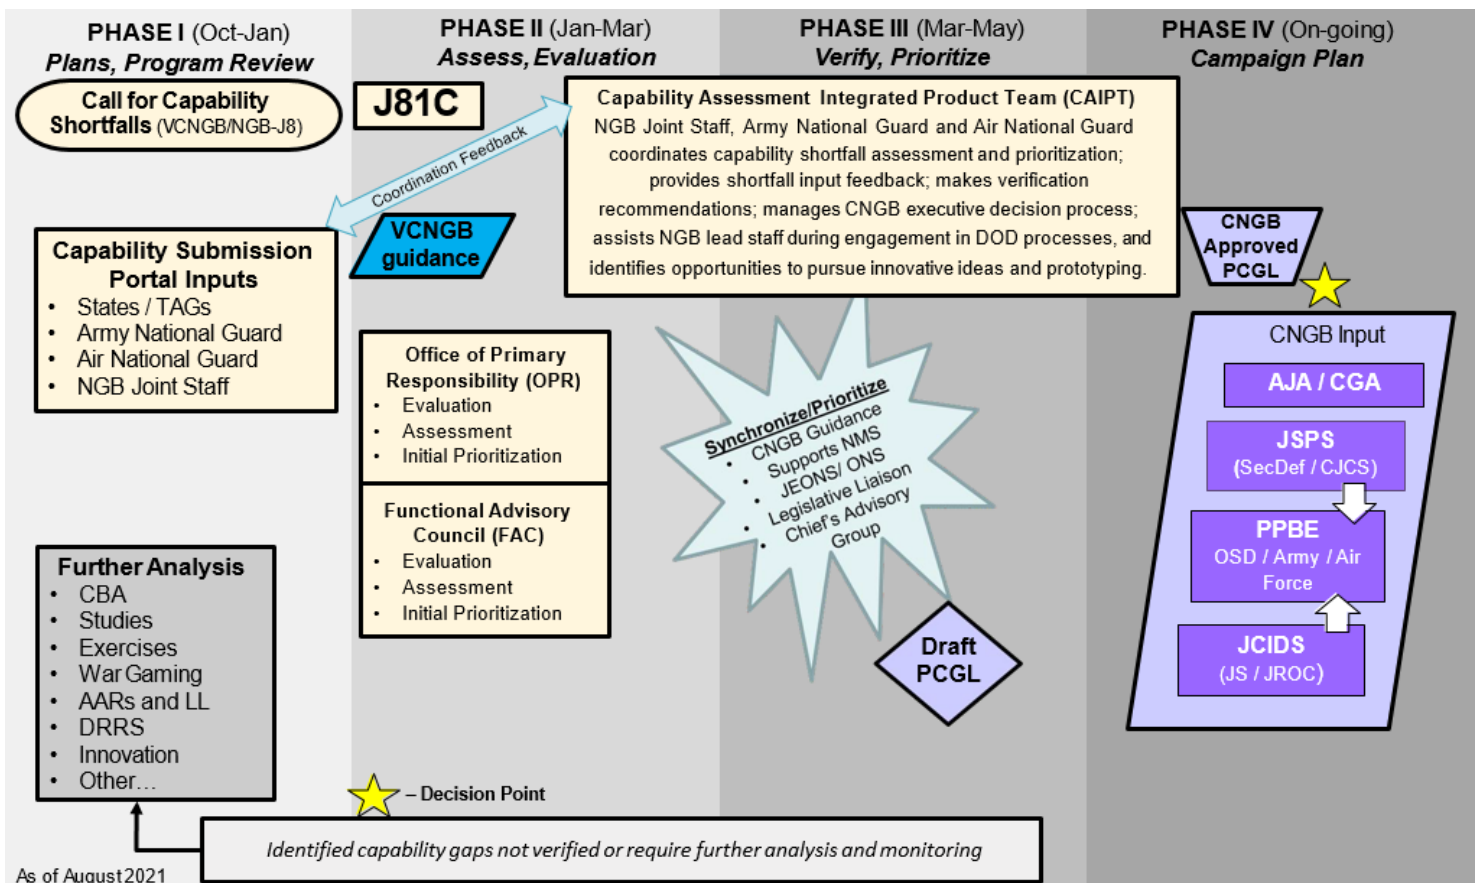 PHASE I (Oct-Jan)
Plans, Program Review
PHASE II (Jan-Mar)
Assess, Evaluation
PHASE III (Mar-May)
Verify, Prioritize
PHASE IV (On-going)
Campaign Plan
Call for Capability
Shortfalls (VCNGB/NGB-J8)
J81C
Coordination Feedback
Capability Assessment Integrated Product Team (CAIPT)
NGB Joint Staff, Army National Guard and Air National Guard
coordinates capability shortfall assessment and prioritization;
provides shortfall input feedback; makes verification
recommendations; manages CNGB executive decision process;
assists NGB lead staff during engagement in DOD processes, and
identifies opportunities to pursue innovative ideas and prototyping.
VCNGB
guidance
CNGB
Approved
PCGL
Capability Submission
Portal Inputs
• States / TAGs
• Army National Guard
• Air National Guard
• NGB Joint Staff
Office of Primary
Responsibility (OPR)
• Evaluation
• Assessment
• Initial Prioritization
Functional Advisory
Council (FAC)
• Evaluation
• Assessment
• Initial Prioritization
Synchronize/Prioritize
• CNGB Guidance
• Supports NMS
• JEONS/ ONS
• Legislative Liaison
• Chief's Advisory
Group
Draft
PCGL
CNGB Input
AJA / CGA
JSPS
(SecDef / CJCS)
PPBE
OSD / Army / Air
Force
JCIDS
(JS / JROC)
Further Analysis
• CBA
• Studies
• Exercises
• War Gaming
• AARs and LL
• DRRS
• Innovation
• Other…
– Decision Point
Identified capability gaps not verified or require further analysis and monitoring
As of August 2021